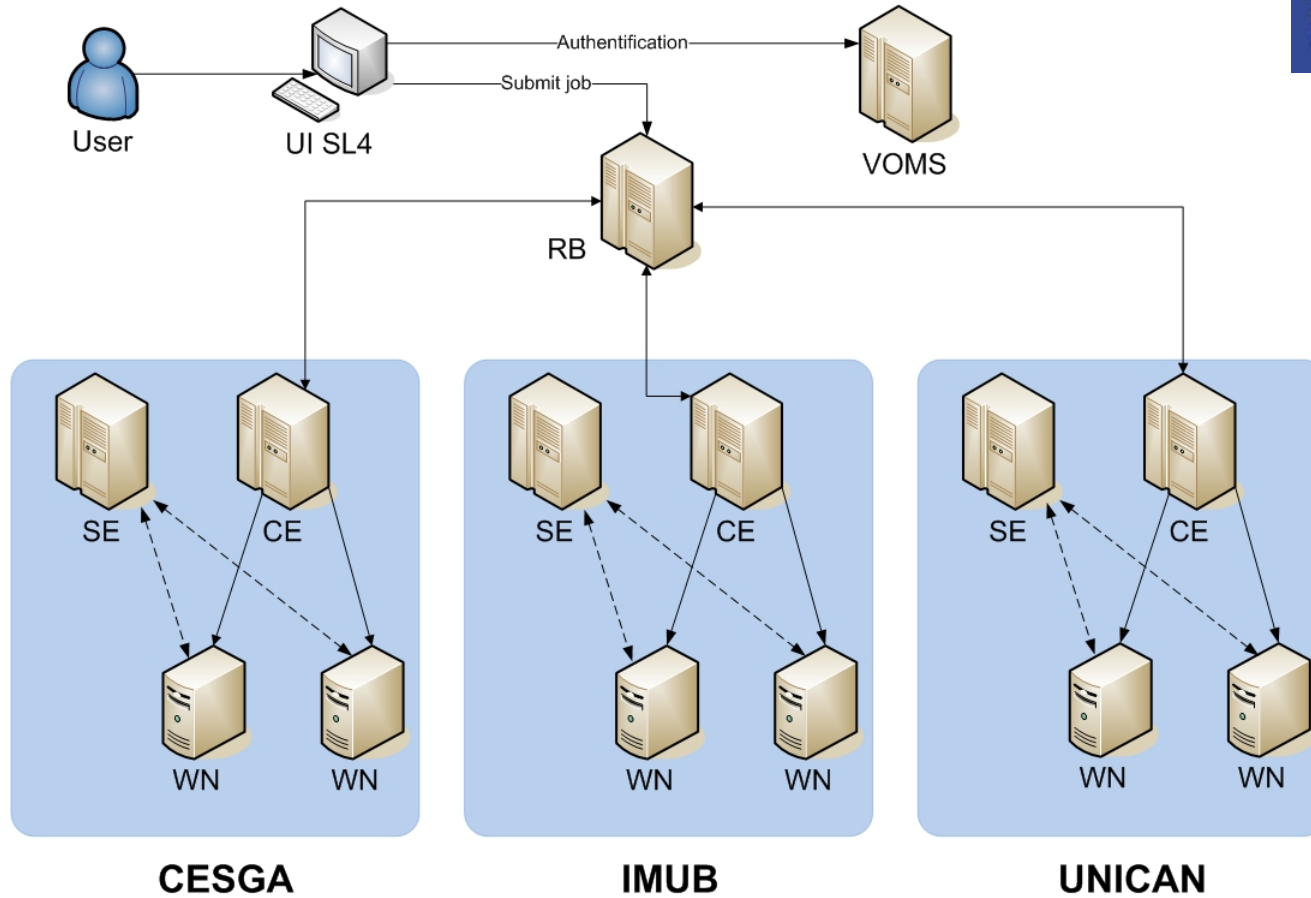 Authentification
Submit job
User
UI SL4
VOMS
RB
SE
CE
SE
CE
SE
CE
WN
WN
WN
WN
WN
WN
CESGA
IMUB
UNICAN